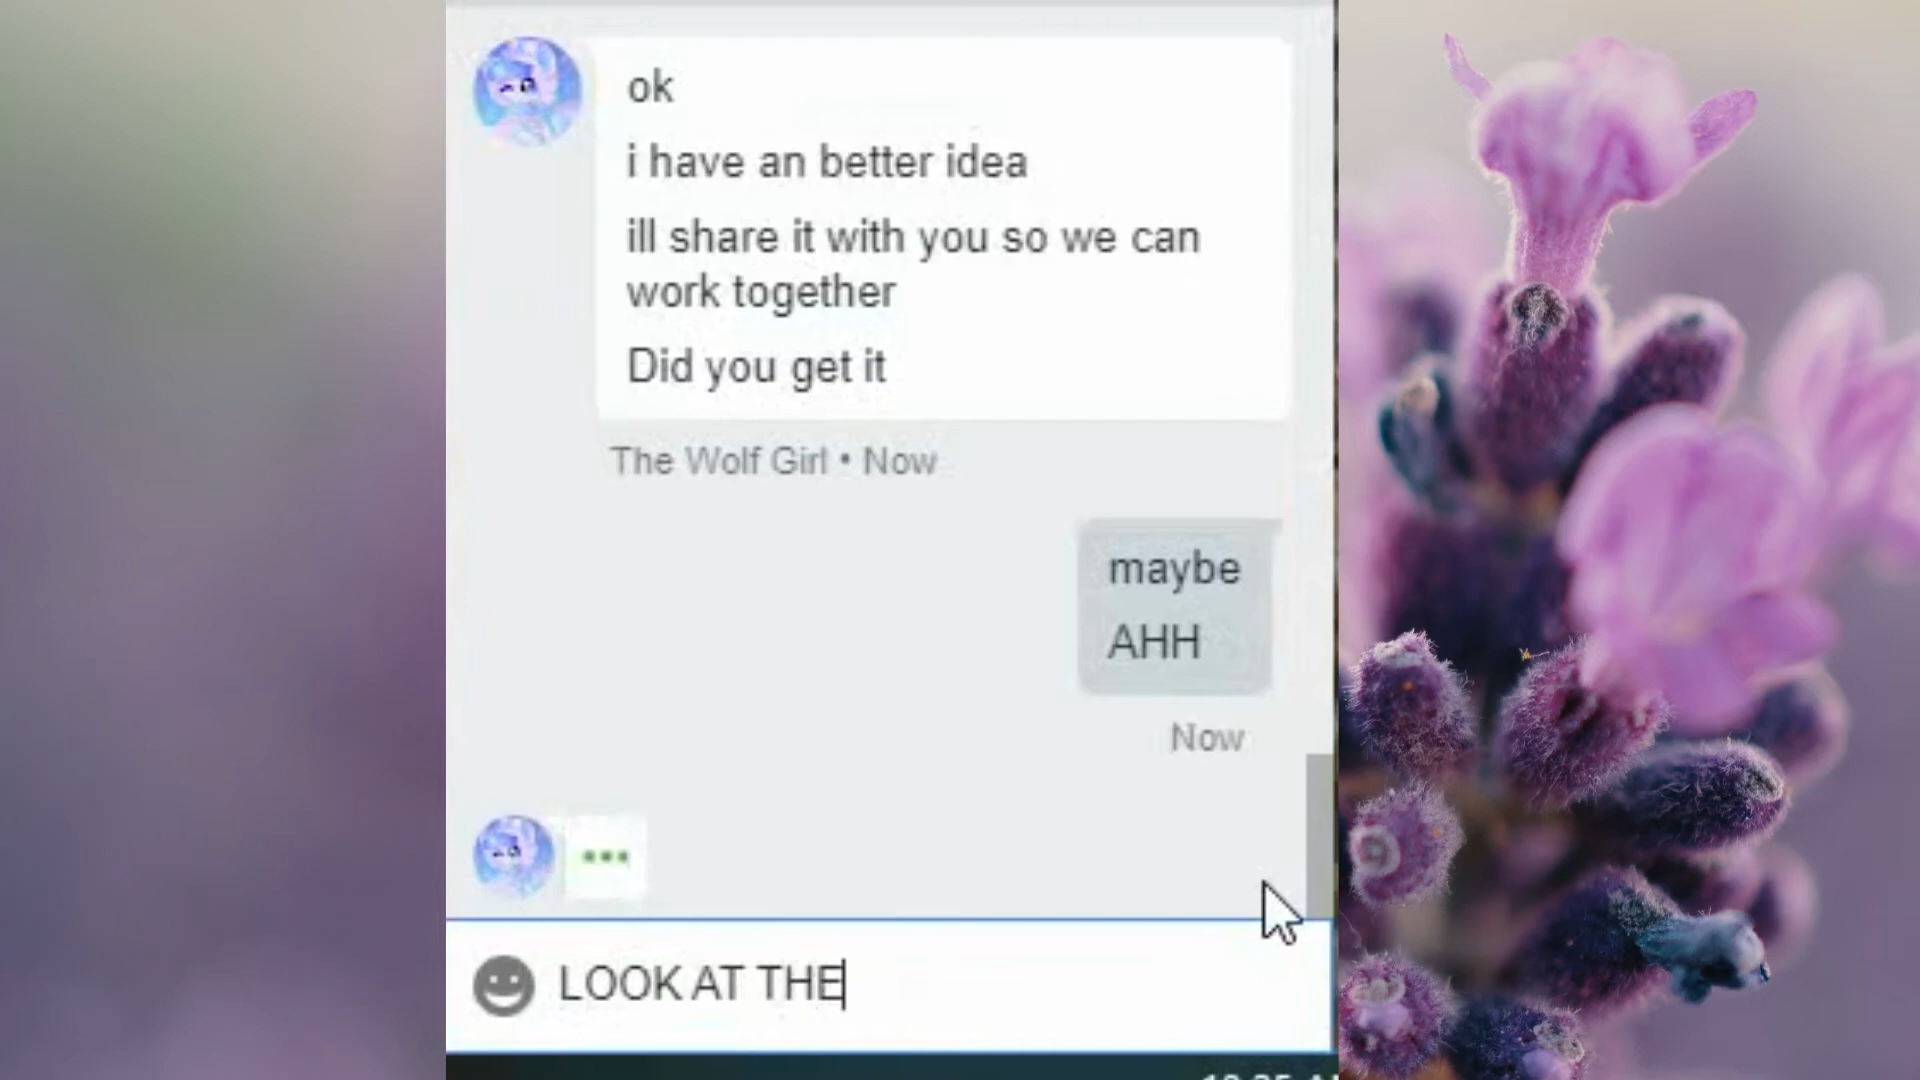 ok
i have an better idea
ill share it with you so we can
work together
Did you get it
The Wolf Girl • Now
maybe
AHH
Now
LOOK AT THE